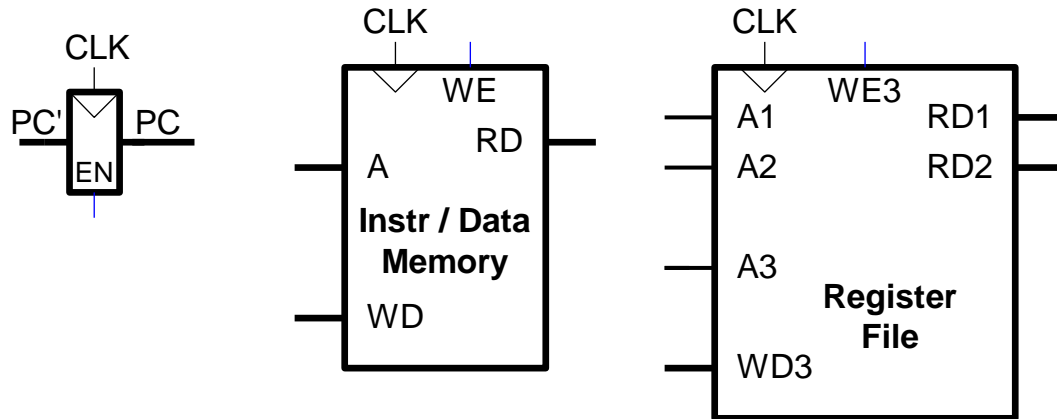 CLK
PC' PC
EN
CLK
WE
RD
A
Instr / Data
Memory
WD
CLK
WE3
A1 RD1
A2 RD2
A3
Register
File
WD3